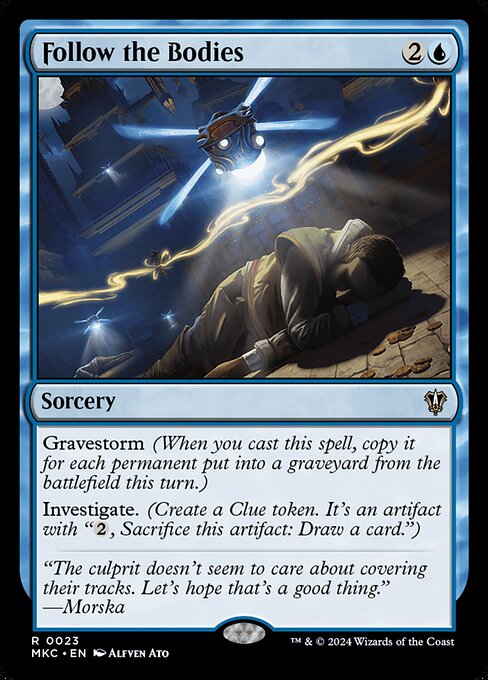 Follow the Bodies 2
Sorcery
Gravestorm (When you cast this spell, copy it
for each permanent put into a graveyard from the
battlefield this turn.)
Investigate. (Create a Clue token. It's an artifact
with “2, Sacrifice this artifact: Draw a card.”)
“The culprit doesn't seem to care about covering
their tracks. Let's hope that's a good thing.”
—Morska
R 0023
MKC • EN Alfven Ato
™ & © 2024 Wizards of the Coast